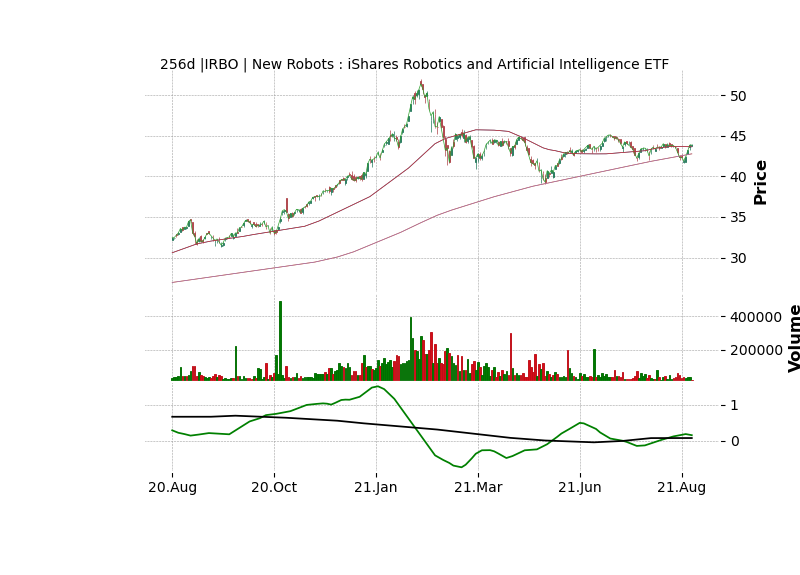 256d |IRBO | New Robots : iShares Robotics and Artificial Intelligence ETF
50
45
40
35
30
Price
400000
200000
Volume
1
0
20.Aug 20.Oct 21.Jan 21.Mar 21.Jun 21.Aug